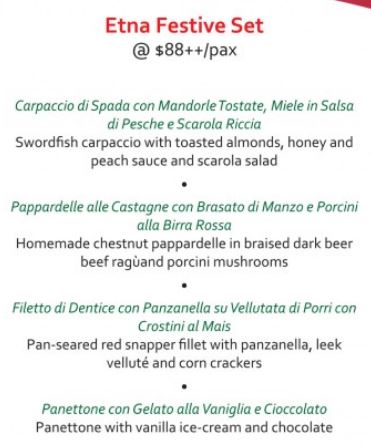 Etna Festive Set
@ $88++/pax
Carpaccio di Spada con Mandorle Tostate, Miele in Salsa
di Pesche e Scarola Riccia
Swordfish carpaccio with toasted almonds, honey and
peach sauce and scarola salad
•
Pappardelle alle Castagne con Brasato di Manzo e Porcini
alla Birra Rossa
Homemade chestnut pappardelle in braised dark beer
beef ragùand porcini mushrooms
•
Filetto di Dentice con Panzanella su Vellutata di Porri con
Crostini al Mais
Pan-seared red snapper fillet with panzanella, leek
velluté and corn crackers
•
Panettone con Gelato alla Vaniglia e Cioccolato
Panettone with vanilla ice-cream and chocolate